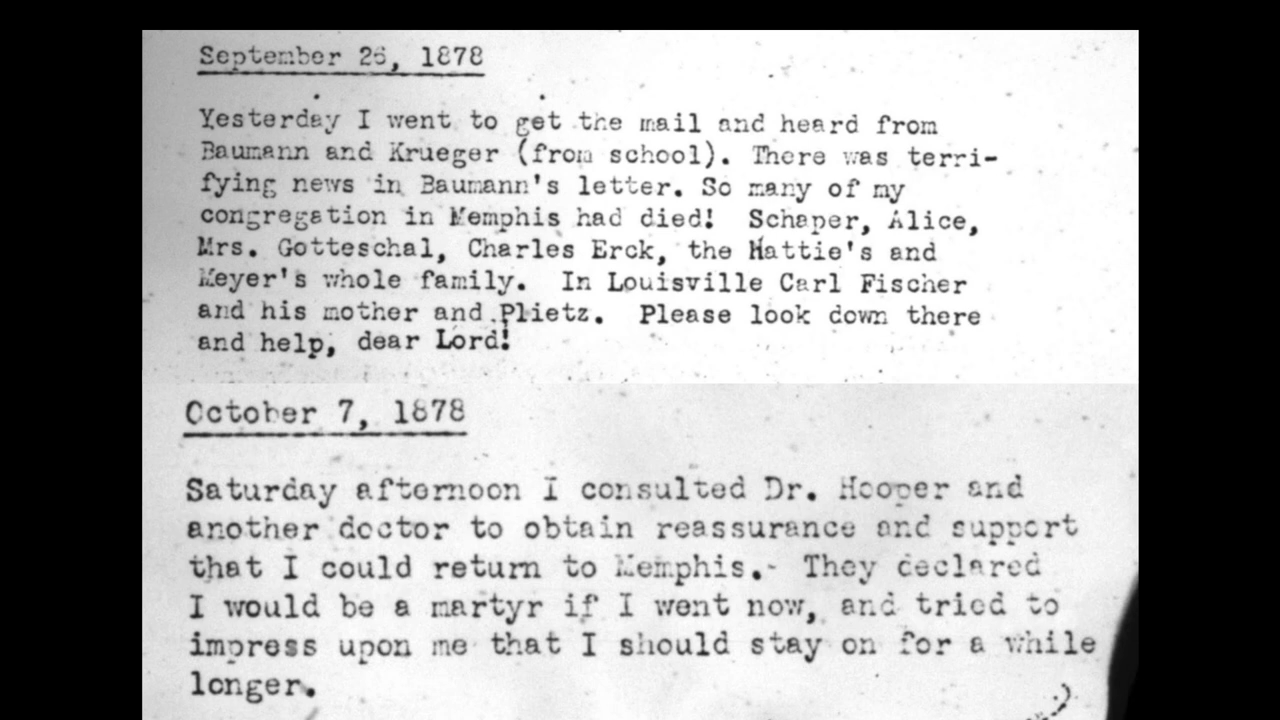 September 26, 1878
Yesterday I went to get the mail and heard from
Baumann and Krueger (from school). There was terri-
fying news in Baumann's letter. So many of my
congregation in Memphis had died! Schaper, Alice,
Mrs. Gotteschal, Charles Erck, the Hattie's and
Meyer's whole family. In Louisville Carl Fischer
and his mother and Plietz. Please look down there
and help, dear Lord!
October 7, 1878
Saturday afternoon I consulted Dr. Hooper and
another doctor to obtain reassurance and support
that I could return to Memphis. They declared
I would be a martyr if I went now, and tried to
impress upon me that I should stay on for a while
longer.